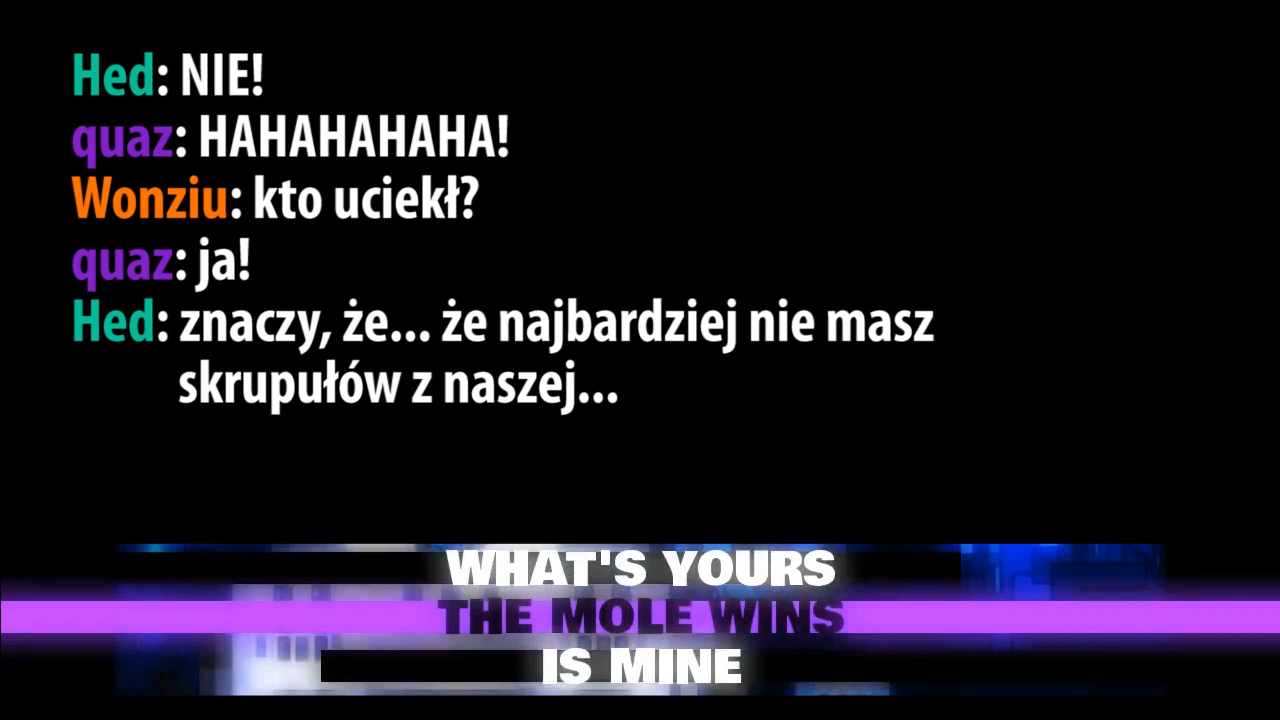 Hed: NIE!
quaz: HAHAHAHAHA!
Wonziu: kto uciekł?
quaz: ja!
Hed: znaczy, że... że najbardziej nie masz
skrupułów z naszej...
WHAT'S YOURS
THE MOLE WINS
IS MINE